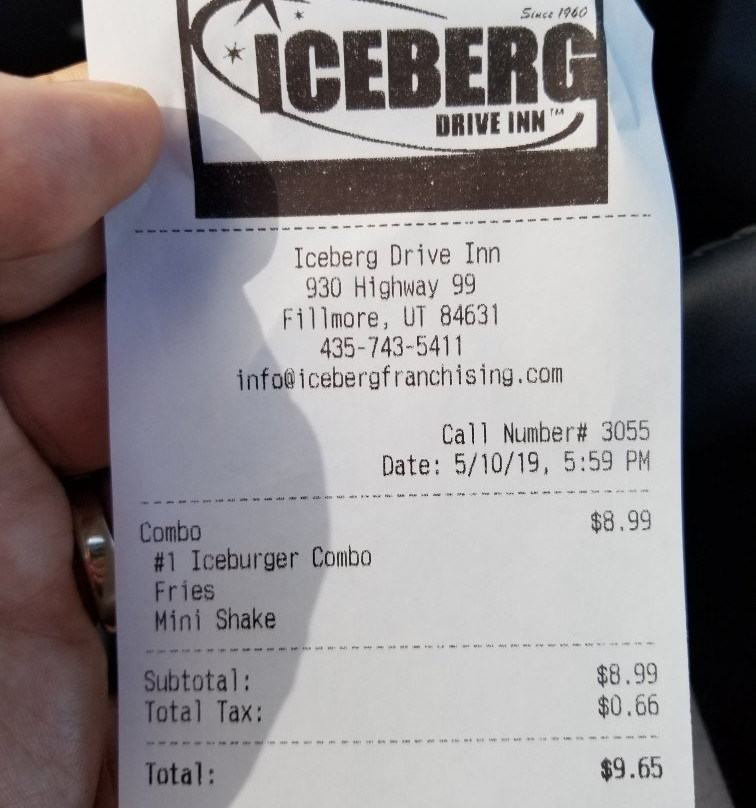 Since 1960
ICEBERG
DRIVE INN™
Iceberg Drive Inn
930 Highway 99
Fillmore, UT 84631
435-743-5411
info@icebergfranchising.com
Call Number# 3055
Date: 5/10/19, 5:59 PM
Combo $8.99
#1 Iceburger Combo
Fries
Mini Shake
Subtotal: $8.99
Total Tax: $0.66
Total: $9.65